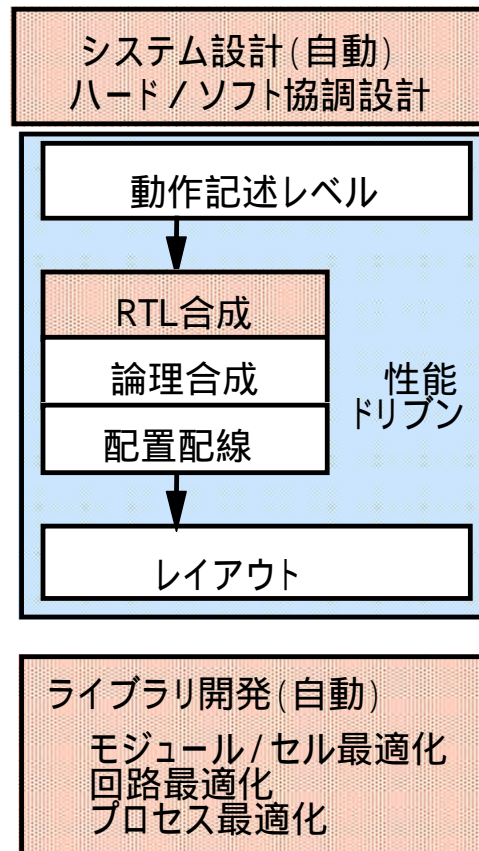 システム設計(自動)
ハード/ソフト協調設計
動作記述レベル
RTL合成
論理合成
配置配線
性能
ドリブン
レイアウト
ライブラリ開発(自動)
モジュール/セル最適化
回路最適化
プロセス最適化